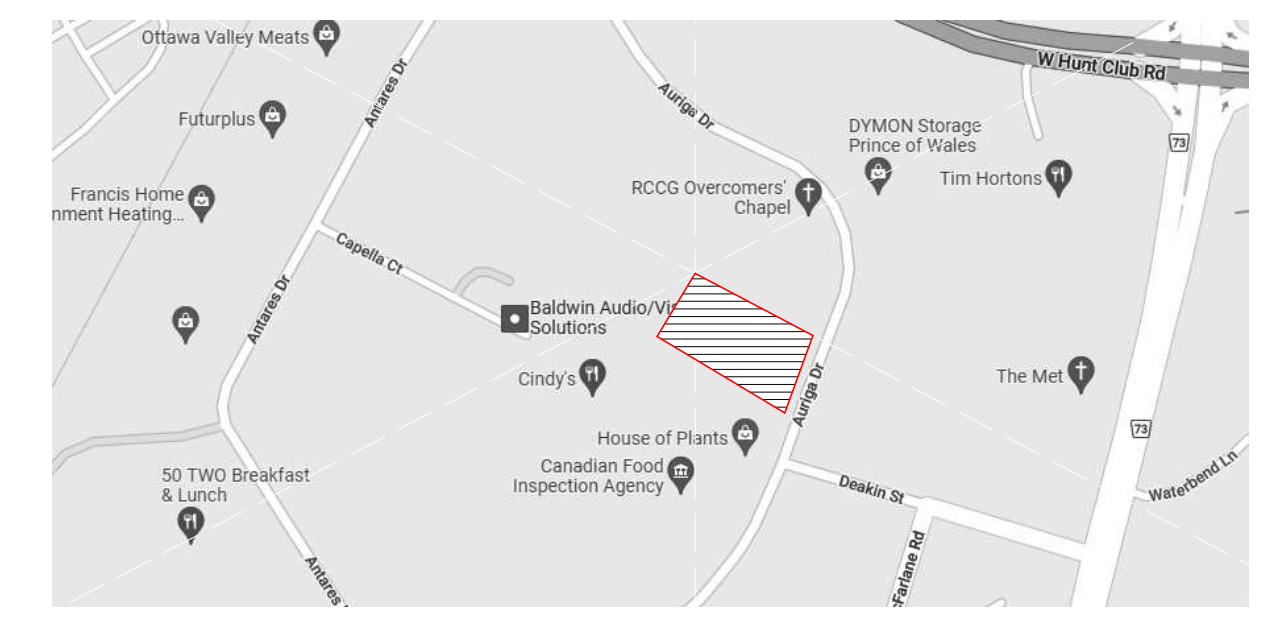 Ottawa Valley Meats
W Hunt Club Rd
Antares Dr
Auriga Dr
Futurplus
DYMON Storage
Prince of Wales
73
Tim Hortons
RCCG Overcomers'
Chapel
Francis Home
nment Heating...
Capella Ct
Antares Dr
Baldwin Audio/Vis
Solutions
Cindy's
The Met
Auriga Dr
73
House of Plants
Canadian Food
Inspection Agency
50 TWO Breakfast
& Lunch
Deakin St
Waterbend Ln
Antares
cFarlane Rd